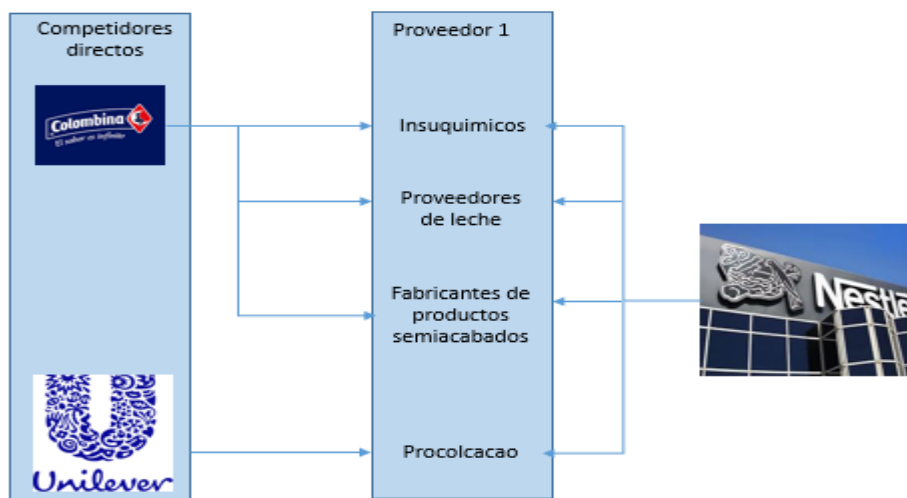 Competidores
directos
Colombina
El sabor es infinito
Unilever
Proveedor 1
Insuquimicos
Proveedores
de leche
Fabricantes de
productos
semiacabados
Procolcacao
Nestle